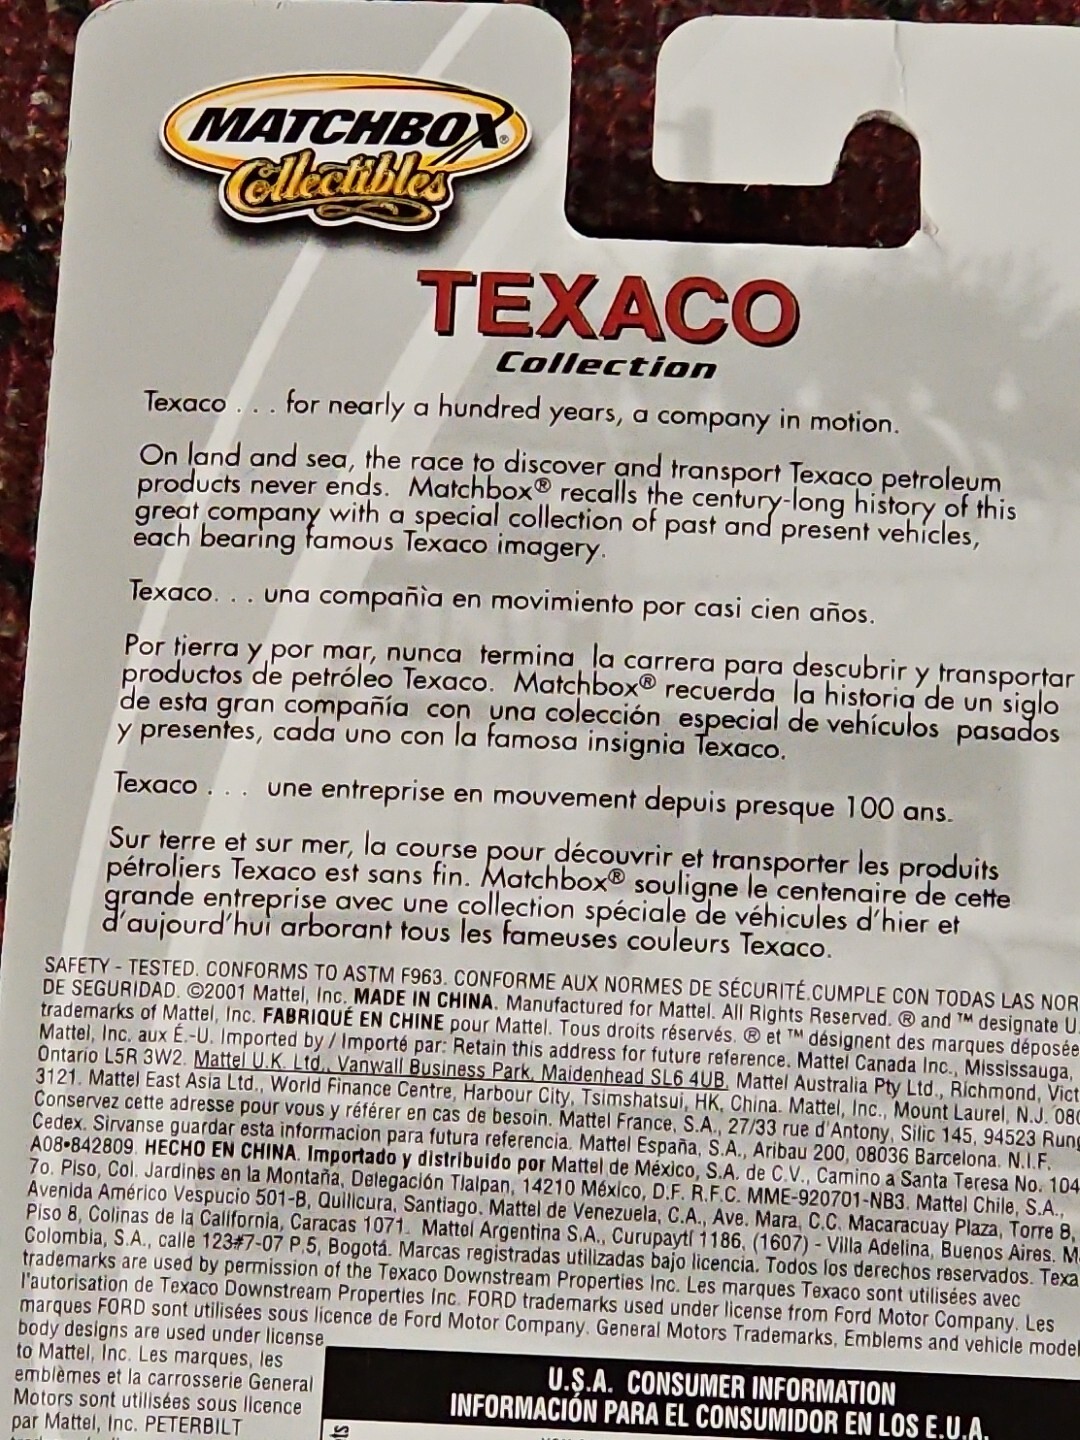 MATCHBOX®
Collectibles
TEXACO
Collection
Texaco . . . for nearly a hundred years, a company in motion.
On land and sea, the race to discover and transport Texaco petroleum
products never ends. Matchbox® recalls the century-long history of this
great company with a special collection of past and present vehicles,
each bearing famous Texaco imagery.
Texaco. . . una compañìa en movimiento por casi cien años.
Por tierra y por mar, nunca termina la carrera para descubrir y transportar
productos de petróleo Texaco. Matchbox® recuerda la historia de un siglo
de esta gran compañía con una colección especial de vehículos pasados
y presentes, cada uno con la famosa insignia Texaco.
Texaco . . . une entreprise en mouvement depuis presque 100 ans.
Sur terre et sur mer, la course pour découvrir et transporter les produits
pétroliers Texaco est sans fin. Matchbox® souligne le centenaire de cette
grande entreprise avec une collection spéciale de véhicules d'hier et
d'aujourd'hui arborant tous les fameuses couleurs Texaco.
SAFETY - TESTED. CONFORMS TO ASTM F963. CONFORME AUX NORMES DE SÉCURITÉ.CUMPLE CON TODAS LAS NOR
DE SEGURIDAD. ©2001 Mattel, Inc. MADE IN CHINA. Manufactured for Mattel. All Rights Reserved. ® and ™ designate U.
trademarks of Mattel, Inc. FABRIQUÉ EN CHINE pour Mattel. Tous droits réservés. ® et ™ désignent des marques déposée
Mattel, Inc. aux É.-U. Imported by / Importé par: Retain this address for future reference. Mattel Canada Inc., Mississauga,
Ontario L5R 3W2. Mattel U.K. Ltd., Vanwall Business Park, Maidenhead SL6 4UB. Mattel Australia Pty Ltd., Richmond, Vict
3121. Mattel East Asia Ltd., World Finance Centre, Harbour City, Tsimshatsui, HK, China. Mattel, Inc., Mount Laurel, N.J. 080
Conservez cette adresse pour vous y référer en cas de besoin. Mattel France, S.A., 27/33 rue d'Antony, Silic 145, 94523 Rung
Cedex. Sirvanse guardar esta informacion para futura referencia. Mattel España, S.A., Aribau 200, 08036 Barcelona. N.I.F.
A08•842809. HECHO EN CHINA. Importado y distribuido por Mattel de México, S.A. de C.V., Camino a Santa Teresa No. 104
7o. Piso, Col. Jardines en la Montaña, Delegación Tlalpan, 14210 México, D.F. R.F.C. MME-920701-NB3. Mattel Chile, S.A.,
Avenida Américo Vespucio 501-B, Quilicura, Santiago. Mattel de Venezuela, C.A., Ave. Mara, C.C. Macaracuay Plaza, Torre B,
Piso 8, Colinas de la California, Caracas 1071. Mattel Argentina S.A., Curupaytí 1186, (1607) - Villa Adelina, Buenos Aires. M
Colombia, S.A., calle 123#7-07 P.5, Bogotá. Marcas registradas utilizadas bajo licencia. Todos los derechos reservados. Texa
trademarks are used by permission of the Texaco Downstream Properties Inc. Les marques Texaco sont utilisées avec
l'autorisation de Texaco Downstream Properties Inc. FORD trademarks used under license from Ford Motor Company. Les
marques FORD sont utilisées sous licence de Ford Motor Company. General Motors Trademarks, Emblems and vehicle model
body designs are used under license
to Mattel, Inc. Les marques, les
emblèmes et la carrosserie General
Motors sont utilisées sous licence
par Mattel, Inc. PETERBILT
U.S.A. CONSUMER INFORMATION
INFORMACIÓN PARA EL CONSUMIDOR EN LOS E.U.A.